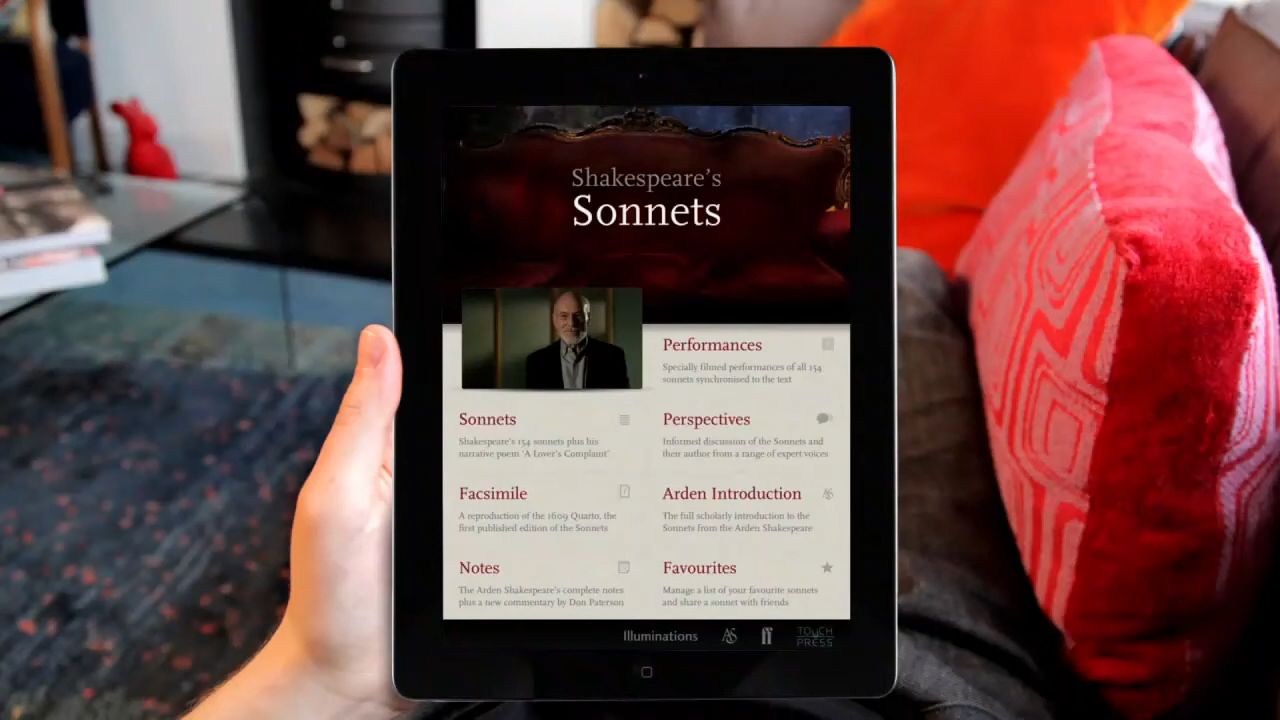 Shakespeare's
Sonnets
Performances
Specially filmed performances of all 154
sonnets synchronised to the text
Sonnets
Shakespeare's 154 sonnets plus his
narrative poem 'A Lover's Complaint'
Perspectives
Informed discussion of the Sonnets and
their author from a range of expert voices
Facsimile
A reproduction of the 1609 Quarto, the
first published edition of the Sonnets
Arden Introduction
The full scholarly introduction to the
Sonnets from the Arden Shakespeare
Notes
The Arden Shakespeare's complete notes
plus a new commentary by Don Paterson
Favourites
Manage a list of your favourite sonnets
and share a sonnet with friends
Illuminations AS ff TOUCH
PRESS